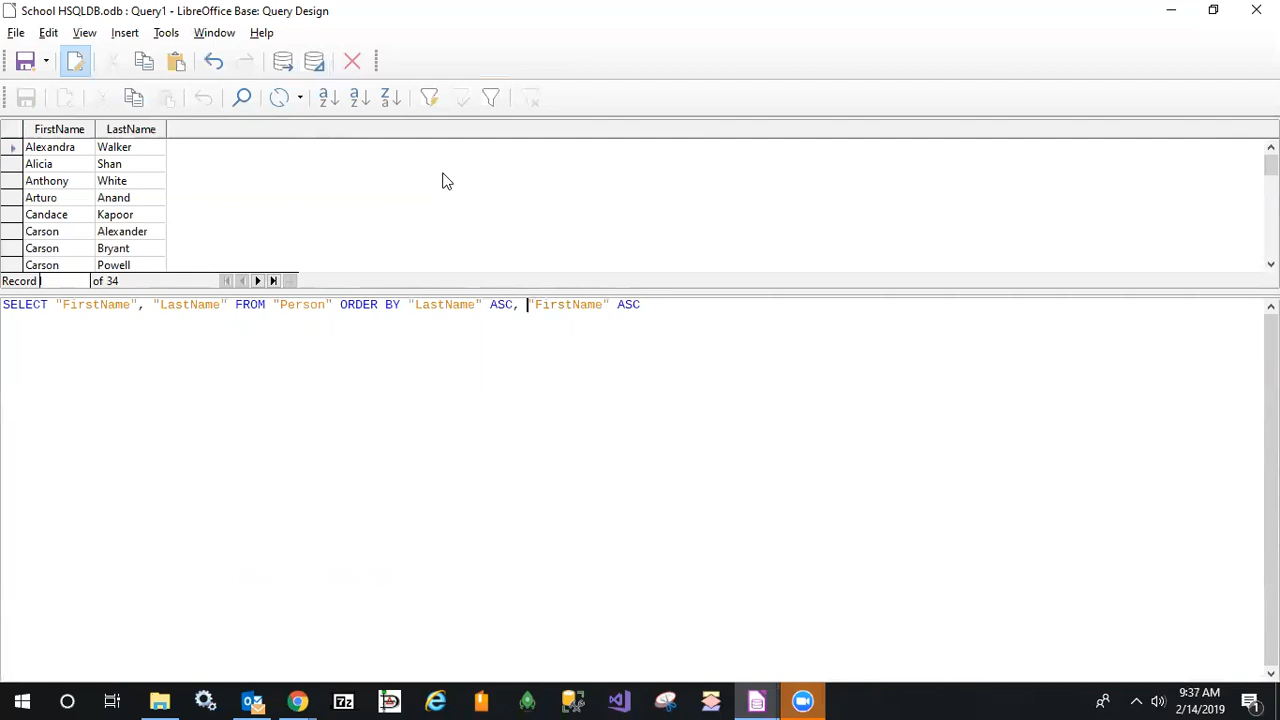 School HSQLDB.odb : Query1 - LibreOffice Base: Query Design
File Edit View Insert Tools Window Help
FirstName LastName
Alexandra Walker
Alicia Shan
Anthony White
Arturo Anand
Candace Kapoor
Carson Alexander
Carson Bryant
Carson Powell
Record of 34
SELECT "FirstName", "LastName" FROM "Person" ORDER BY "LastName" ASC, "FirstName" ASC
9:37 AM
2/14/2019